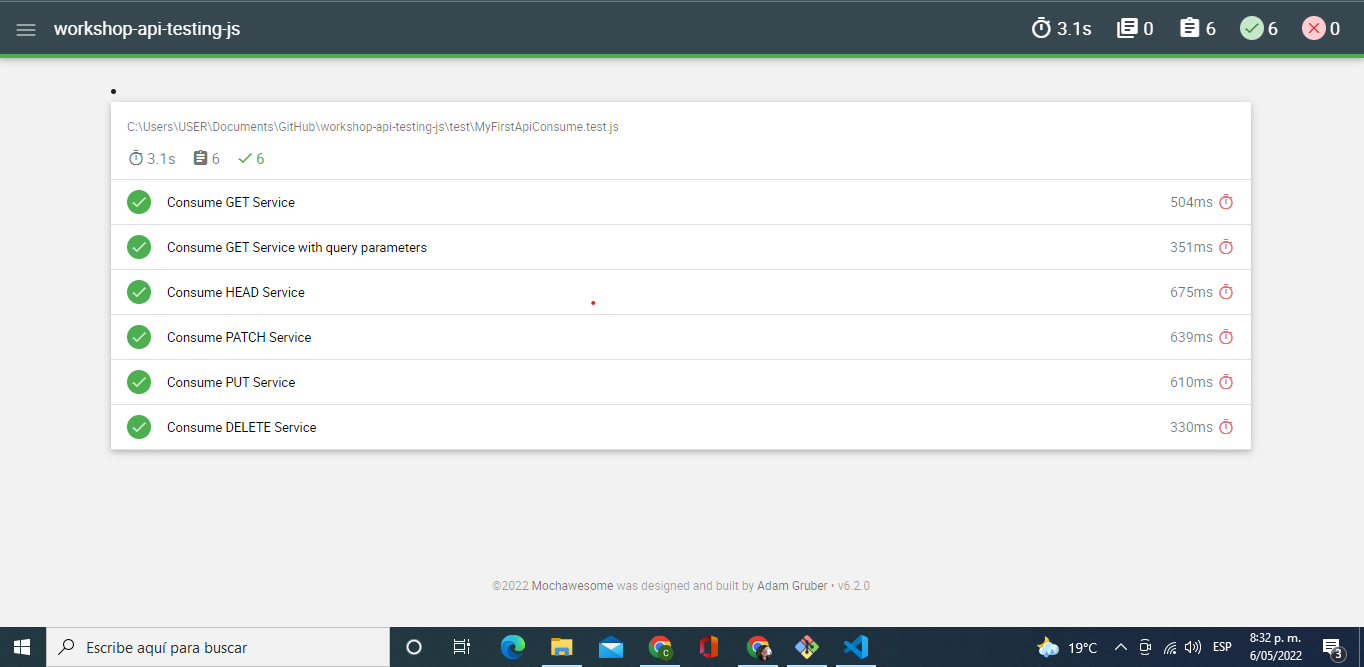 workshop-api-testing-js 3.1s 0 6 6 0
C:\Users\USER\Documents\GitHub\workshop-api-testing-js\test\MyFirstApiConsume.test.js
3.1s 6 6
Consume GET Service 504ms
Consume GET Service with query parameters 351ms
Consume HEAD Service 675ms
Consume PATCH Service 639ms
Consume PUT Service 610ms
Consume DELETE Service 330ms
©2022 Mochawesome was designed and built by Adam Gruber • v6.2.0
Escribe aquí para buscar 19°C ESP 8:32 p. m. 3
6/05/2022